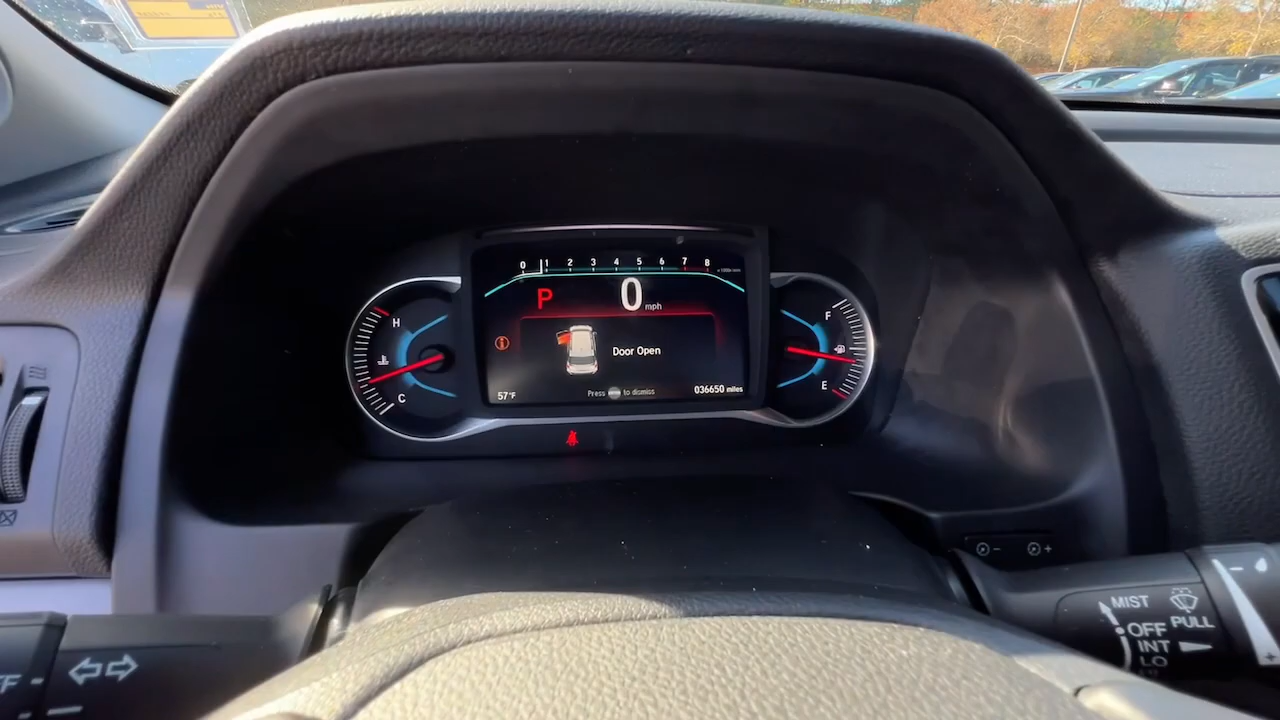 0 1 2 3 4 5 6 7 8
P 0 mph
H
F
Door Open
C
E
57°F
Press to dismiss
036650 miles
- +
MIST
OFF PULL
INT
LO